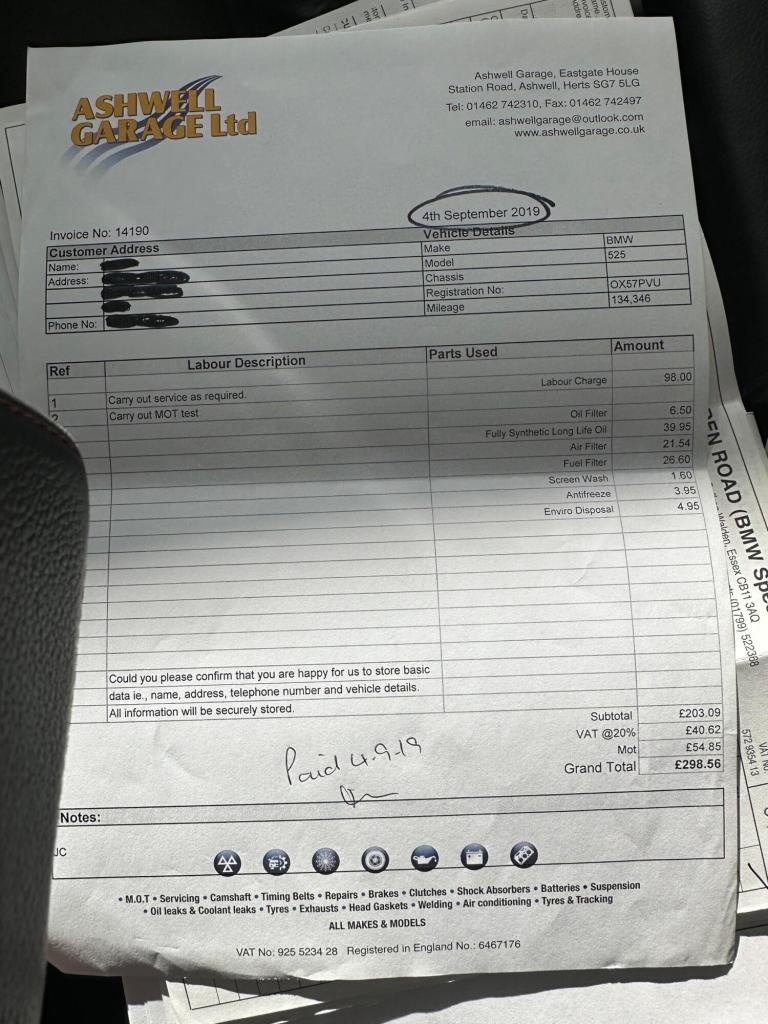 ASHWELL
GARAGE Ltd
Ashwell Garage, Eastgate House
Station Road, Ashwell, Herts SG7 5LG
Tel: 01462 742310, Fax: 01462 742497
email: ashwellgarage@outlook.com
www.ashwellgarage.co.uk
4th September 2019
Invoice No: 14190
Customer Address
Name:
Address:
Phone No:
Vehicle Details
Make BMW
Model 525
Chassis
Registration No: OX57PVU
Mileage 134,346
Ref Labour Description Parts Used Amount
Labour Charge 98.00
1 Carry out service as required.
2 Carry out MOT test
Oil Filter 6.50
Fully Synthetic Long Life Oil 39.95
Air Filter 21.54
Fuel Filter 26.60
Screen Wash 1.60
Antifreeze 3.95
Enviro Disposal 4.95
Could you please confirm that you are happy for us to store basic
data ie., name, address, telephone number and vehicle details.
All information will be securely stored.
Subtotal £203.09
VAT @20% £40.62
Mot £54.85
Grand Total £298.56
Paid 4.9.19
Notes:
JC
• M.O.T • Servicing • Camshaft • Timing Belts • Repairs • Brakes • Clutches • Shock Absorbers • Batteries • Suspension
• Oil leaks & Coolant leaks • Tyres • Exhausts • Head Gaskets • Welding • Air conditioning • Tyres & Tracking
ALL MAKES & MODELS
VAT No: 925 5234 28 Registered in England No.: 6467176
ROAD (BMW
Walden, Essex CB11 3AQ
(01799) 522388
572 9354 13